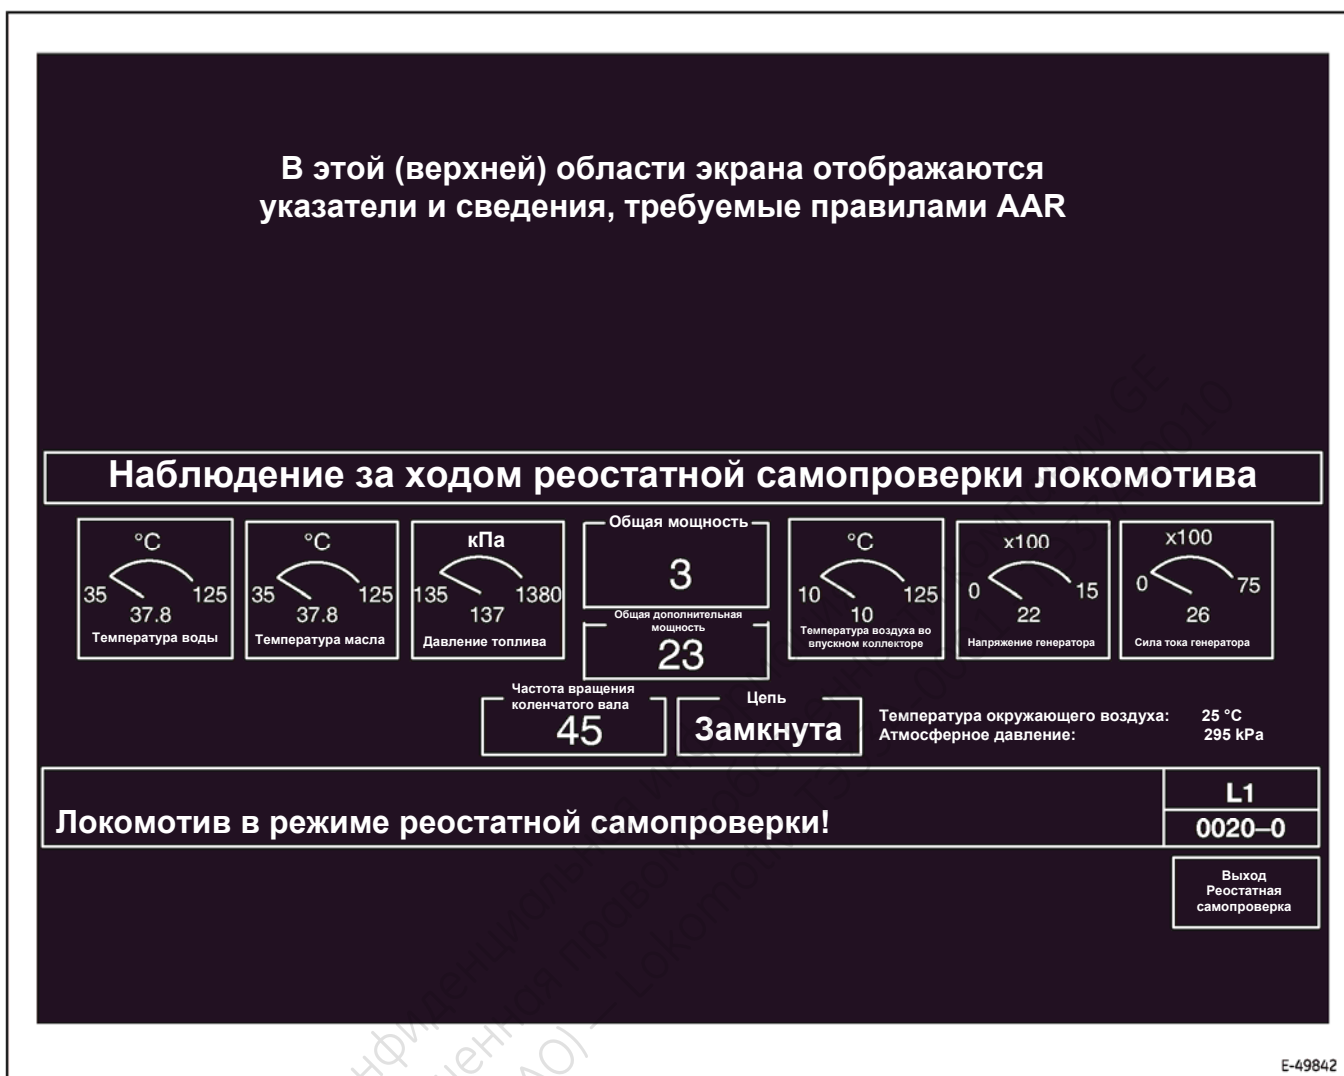 В этой (верхней) области экрана отображаются
указатели и сведения, требуемые правилами AAR
Наблюдение за ходом реостатной самопроверки локомотива
°C
35 125
37.8
Температура воды
°C
35 125
37.8
Температура масла
кПа
135 1380
137
Давление топлива
Общая мощность
3
Общая дополнительная
мощность
23
°C
10 125
10
Температура воздуха во
впускном коллекторе
x100
0 15
22
Напряжение генератора
x100
0 75
26
Сила тока генератора
Частота вращения
коленчатого вала
45
Цепь
Замкнута
Температура окружающего воздуха: 25 °C
Атмосферное давление: 295 kPa
Локомотив в режиме реостатной самопроверки!
L1
0020–0
Выход
Реостатная
самопроверка
E-49842